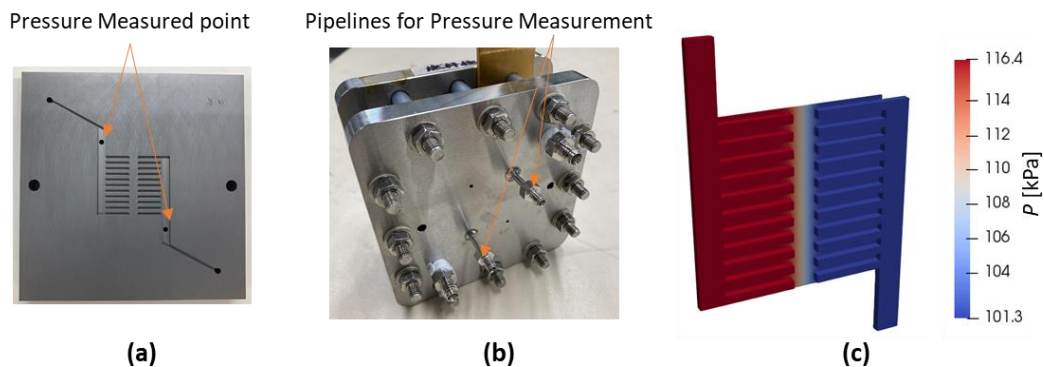 Pressure Measured point
Pipelines for Pressure Measurement
116.4
114
112
110
108
106
104
101.3
P [kPa]
(a)
(b)
(c)